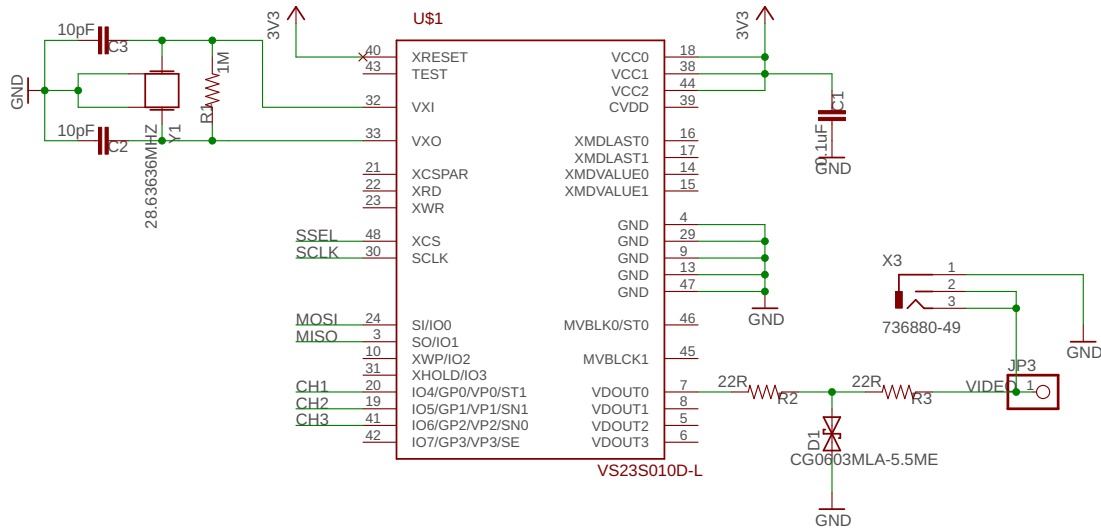 U$1
10pF
C3
GND
10pF
C2
28.63636MHZ
Y1
1M
R1
3V3
40 XRESET
43 TEST
32 VXI
33 VXO
21 XCSPAR
22 XRD
23 XWR
SSEL 48 XCS
SCLK 30 SCLK
MOSI 24 SI/IO0
MISO 3 SO/IO1
10 XWP/IO2
31 XHOLD/IO3
CH1 20 IO4/GP0/VP0/ST1
CH2 19 IO5/GP1/VP1/SN1
CH3 41 IO6/GP2/VP2/SN0
42 IO7/GP3/VP3/SE
3V3
VCC0 18
VCC1 38
VCC2 44
CVDD 39
XMDLAST0 16
XMDLAST1 17
XMDVALUE0 14
XMDVALUE1 15
GND 4
GND 29
GND 9
GND 13
GND 47
MVBLK0/ST0 46
MVBLCK1 45
VDOUT0 7
VDOUT1 8
VDOUT2 5
VDOUT3 6
VS23S010D-L
C1
0.1uF
GND
GND
X3
1
2
3
736880-49
GND
22R
R2
22R
R3
VIDEO
JP3
1
D1
CG0603MLA-5.5ME
GND